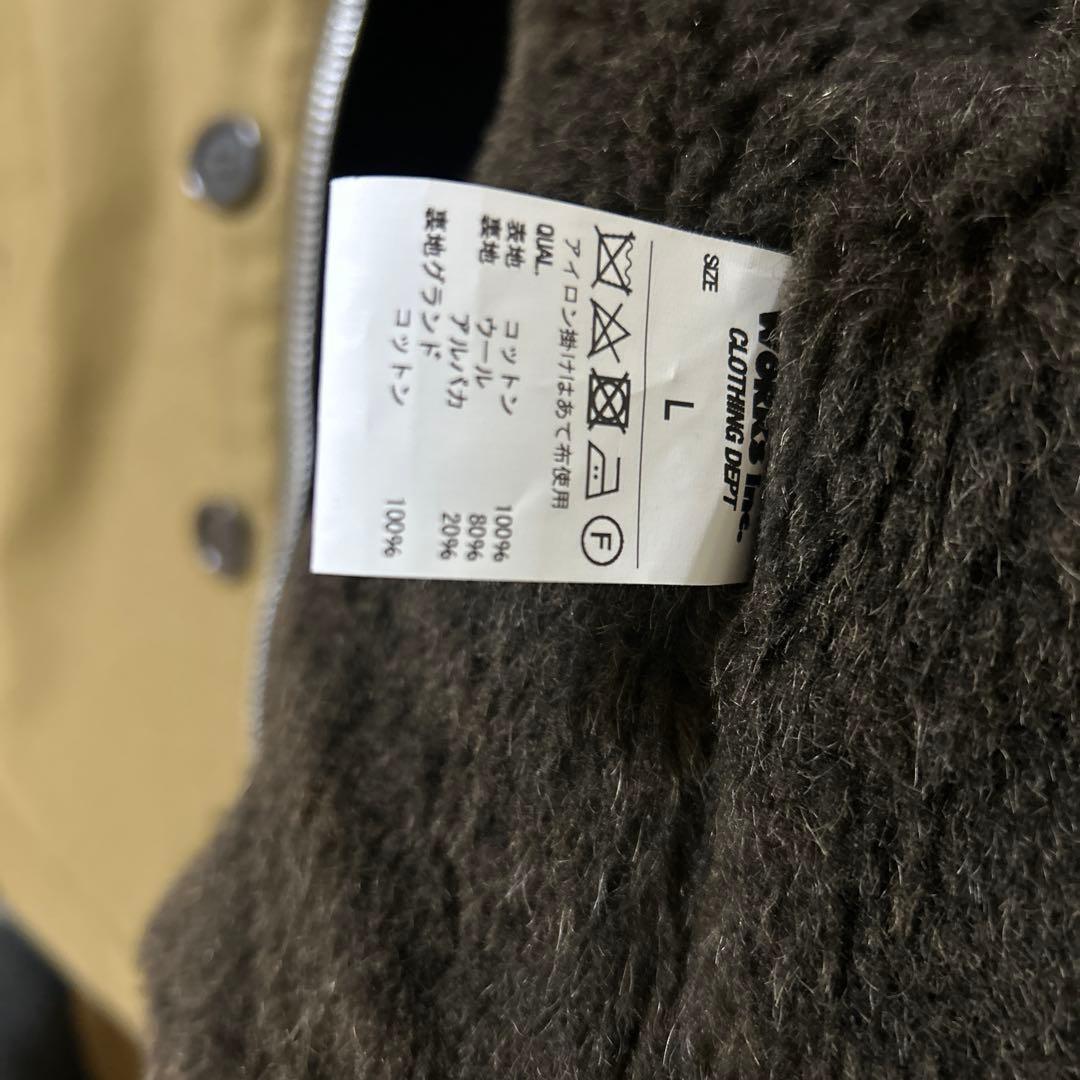 WORKS inc.
CLOTHING DEPT
SIZE L
F
アイロン掛けはあて布使用
QUAL.
表地 コットン 100%
裏地 ウール 80%
アルパカ 20%
裏地グランド
コットン 100%